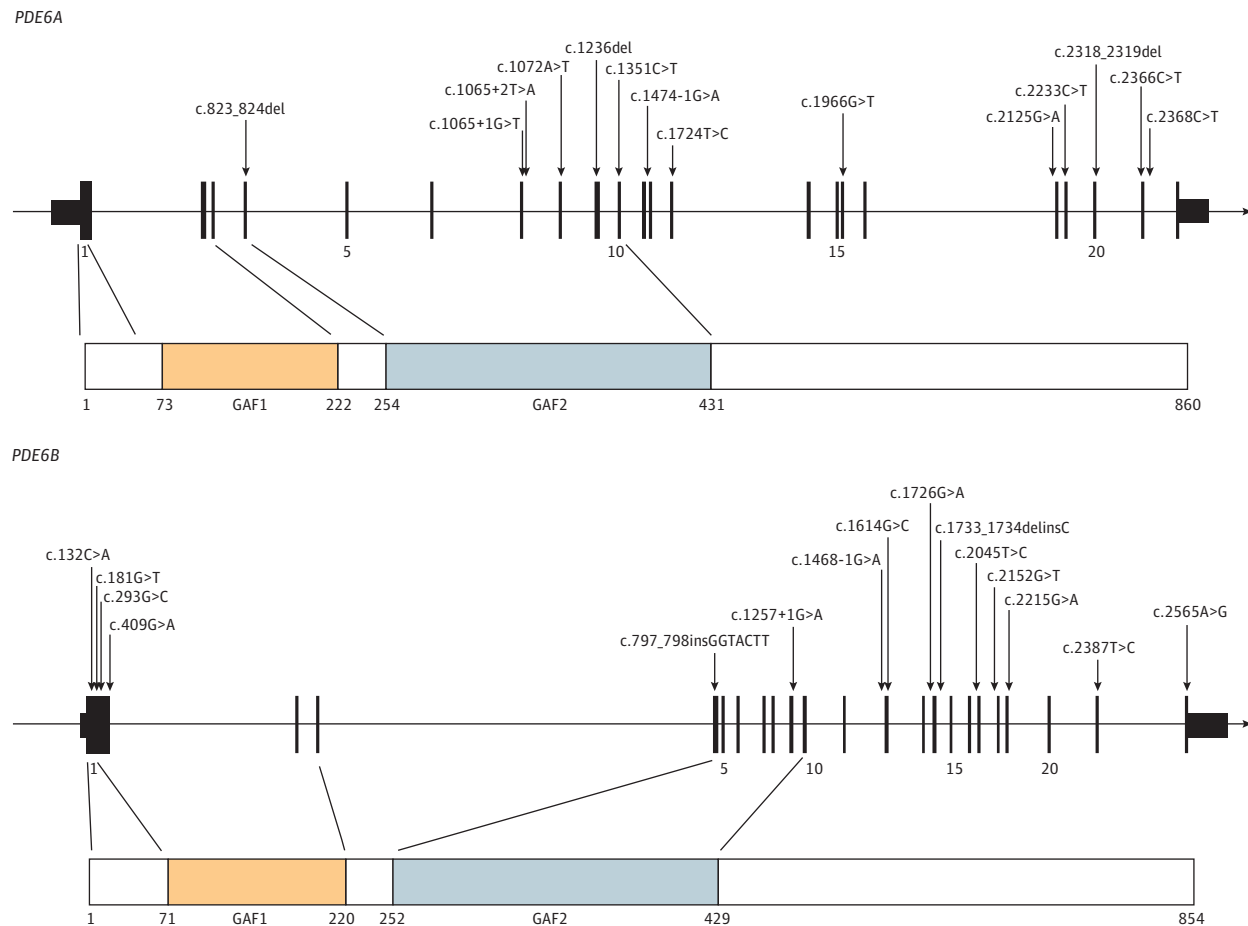 PDE6A
c.823_824del
c.1065+1G>T
c.1065+2T>A
c.1072A>T
c.1236del
c.1351C>T
c.1474-1G>A
c.1724T>C
c.1966G>T
c.2125G>A
c.2233C>T
c.2318_2319del
c.2366C>T
c.2368C>T
1 5 10 15 20
1 73 GAF1 222 254 GAF2 431 860
PDE6B
c.132C>A
c.181G>T
c.293G>C
c.409G>A
c.797_798insGGTACTT
c.1257+1G>A
c.1468-1G>A
c.1614G>C
c.1726G>A
c.1733_1734delinsC
c.2045T>C
c.2152G>T
c.2215G>A
c.2387T>C
c.2565A>G
1 5 10 15 20
1 71 GAF1 220 252 GAF2 429 854